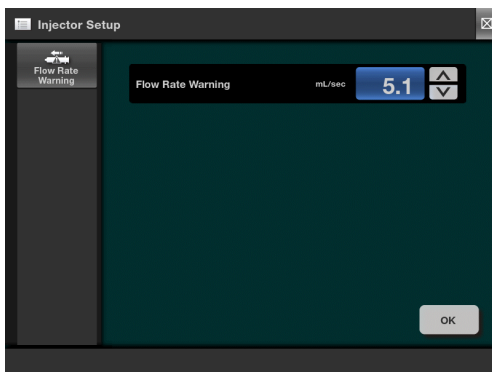 Injector Setup
Flow Rate
Warning
Flow Rate Warning mL/sec 5.1
OK